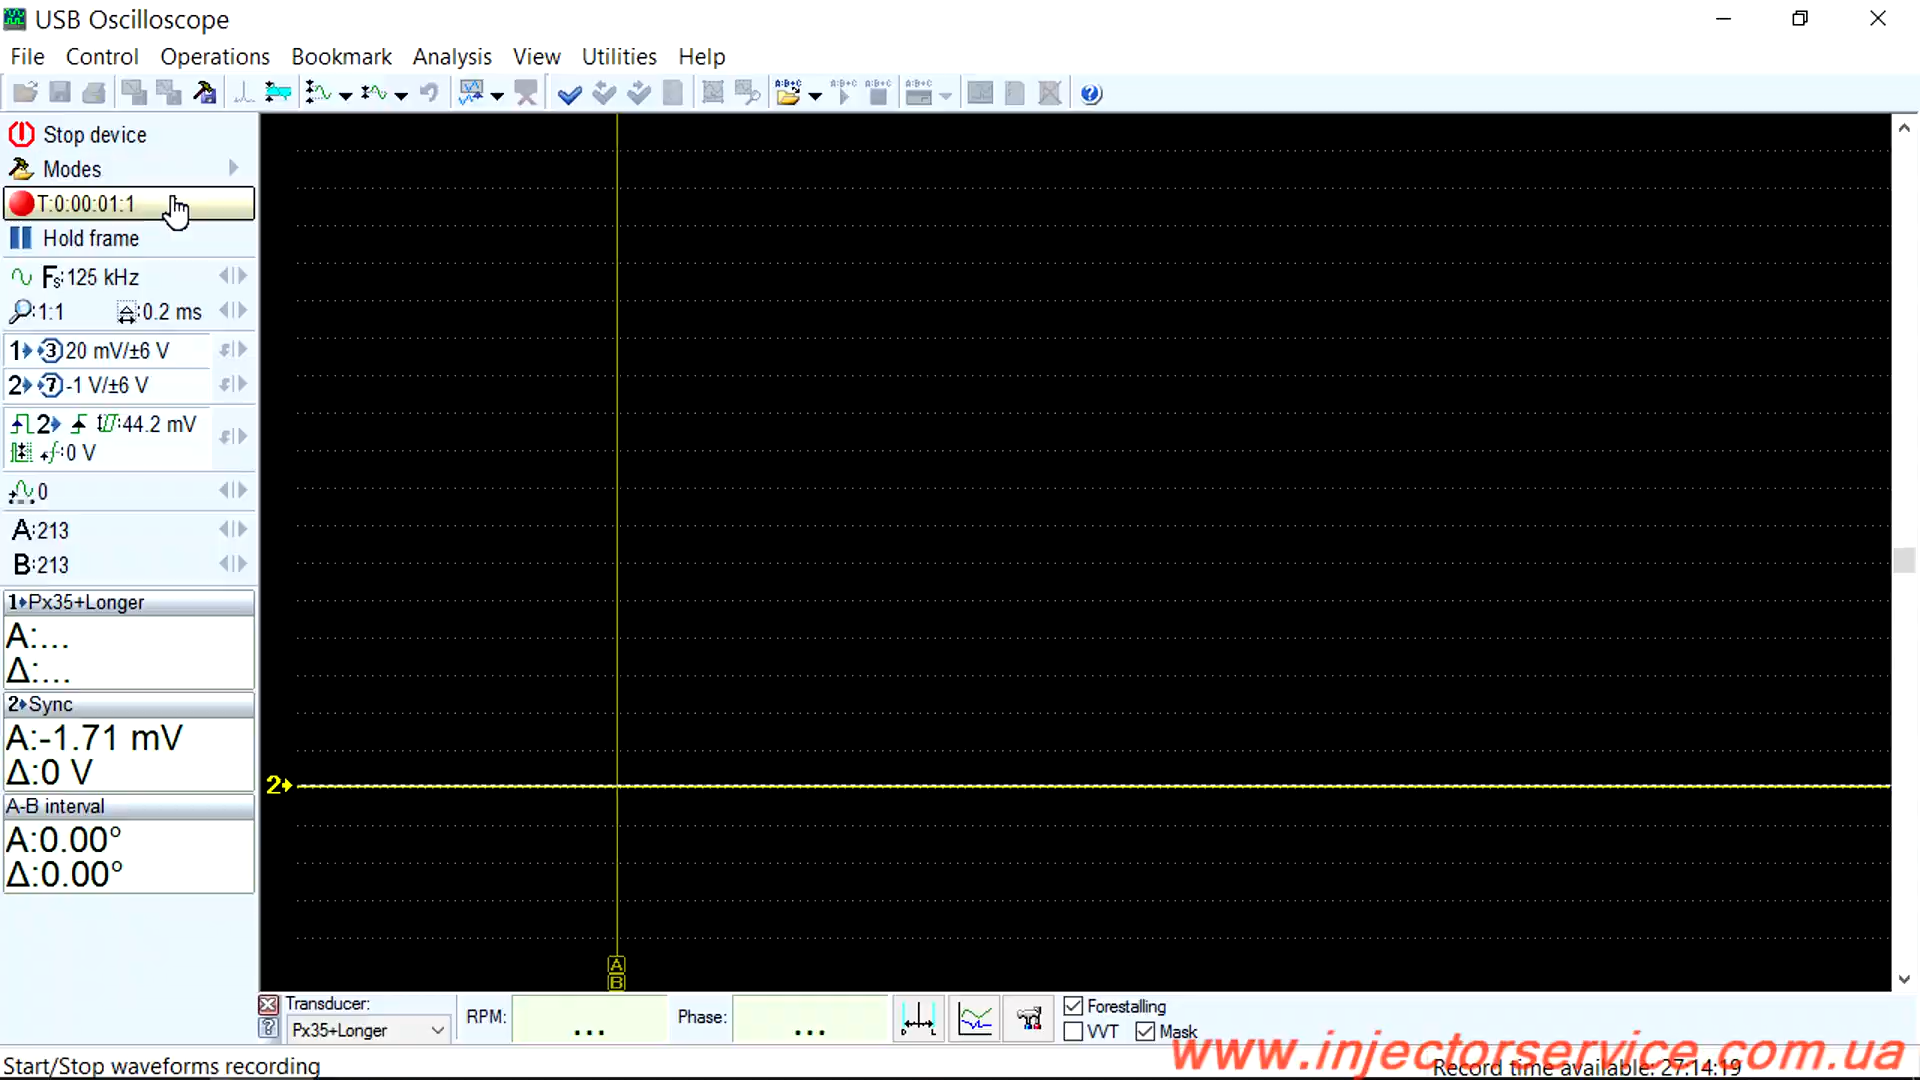 USB Oscilloscope
File Control Operations Bookmark Analysis View Utilities Help
Stop device
Modes
T:0:00:01:1
Hold frame
Fs:125 kHz
:1:1 :0.2 ms
1 3 20 mV/±6 V
2 7 -1 V/±6 V
2 :44.2 mV
:0 V
:0
A:213
B:213
1 Px35+Longer
A:...
Δ:...
2 Sync
A:-1.71 mV
Δ:0 V
A-B interval
A:0.00°
Δ:0.00°
2
A
B
Transducer:
Px35+Longer
RPM: ...
Phase: ...
Forestalling
VVT Mask
www.injectorservice.com.ua
Start/Stop waveforms recording
Record time available: 27:14:19